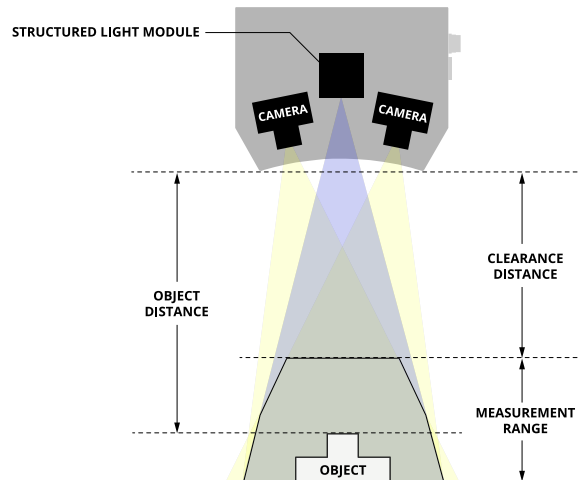 STRUCTURED LIGHT MODULE
CAMERA
CAMERA
CLEARANCE
DISTANCE
OBJECT
DISTANCE
MEASUREMENT
RANGE
OBJECT